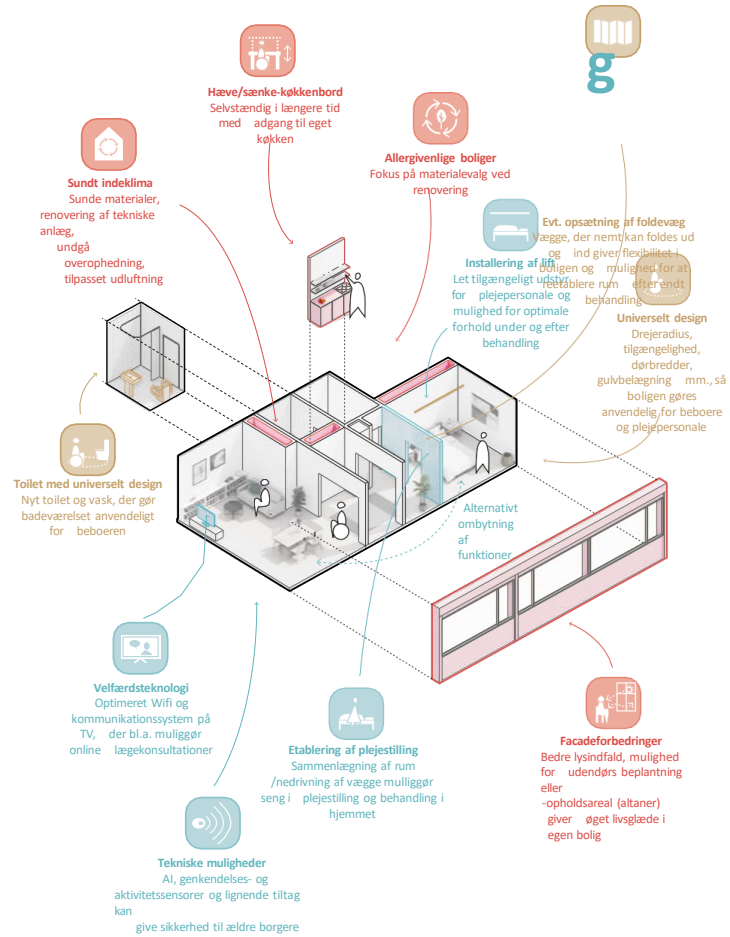 g
Hæve/sænke-køkkenbord
Selvstændig i længere tid
med adgang til eget
køkken
Allergivenlige boliger
Fokus på materialevalg ved
renovering
Sundt indeklima
Sunde materialer,
renovering af tekniske
anlæg,
undgå
overophedning,
tilpasset udluftning
Evt. opsætning af foldevæg
Vægge, der nemt kan foldes ud
og ind giver flexibilitet i
boligen og mulighed for at
reetablere rum efter endt
behandling
Installering af lift
Let tilgængeligt udstyr
for plejepersonale og
mulighed for optimale
forhold under og efter
behandling
Universelt design
Drejeradius,
tilgængelighed,
dørbredder,
gulvbelægning mm., så
boligen gøres
anvendelig for beboere
og plejepersonale
Toilet med universelt design
Nyt toilet og vask, der gør
badeværelset anvendeligt
for beboeren
Alternativt
ombytning
af
funktioner
Velfærdsteknologi
Optimeret Wifi og
kommunikationssystem på
TV, der bl.a. muliggør
online lægekonsultationer
Etablering af plejestilling
Sammenlægning af rum
/nedrivning af vægge mulliggør
seng i plejestilling og behandling i
hjemmet
Facadeforbedringer
Bedre lysindfald, mulighed
for udendørs beplantning
eller
-opholdsareal (altaner)
giver øget livsglæde i
egen bolig
Tekniske muligheder
AI, genkendelses- og
aktivitetssensorer og lignende tiltag
kan
give sikkerhed til ældre borgere